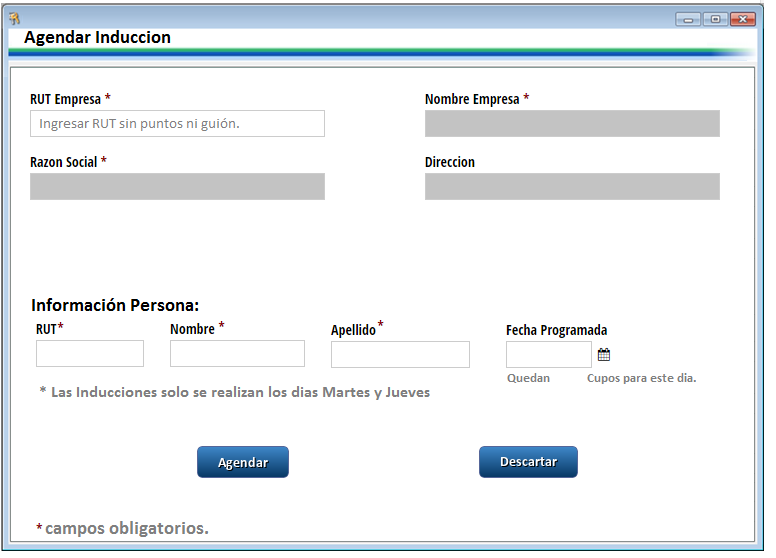 Agendar Induccion
RUT Empresa *
Nombre Empresa *
Ingresar RUT sin puntos ni guión.
Razon Social *
Direccion
Información Persona:
RUT*
Nombre *
Apellido*
Fecha Programada
Quedan Cupos para este dia.
* Las Inducciones solo se realizan los dias Martes y Jueves
Agendar
Descartar
* campos obligatorios.